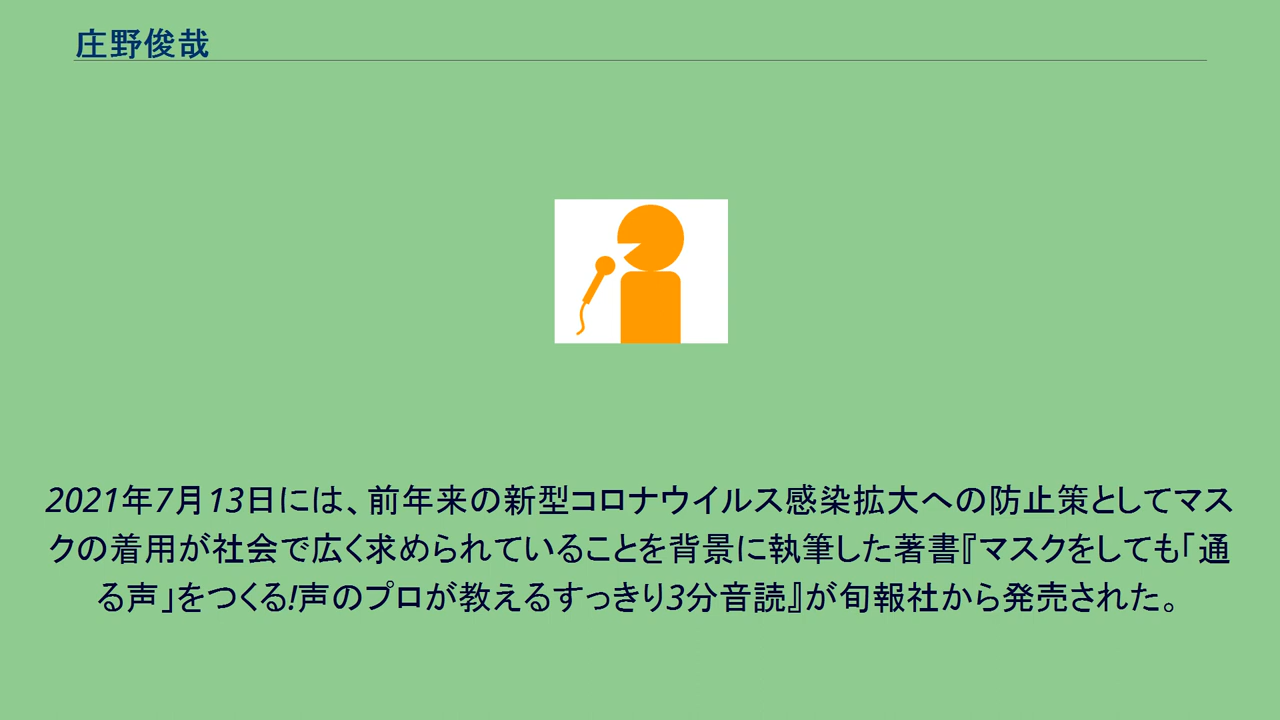 庄野俊哉
2021年7月13日には、前年来の新型コロナウイルス感染拡大への防止策としてマス
クの着用が社会で広く求められていることを背景に執筆した著書『マスクをしても「通
る声」をつくる!声のプロが教えるすっきり3分音読』が旬報社から発売された。